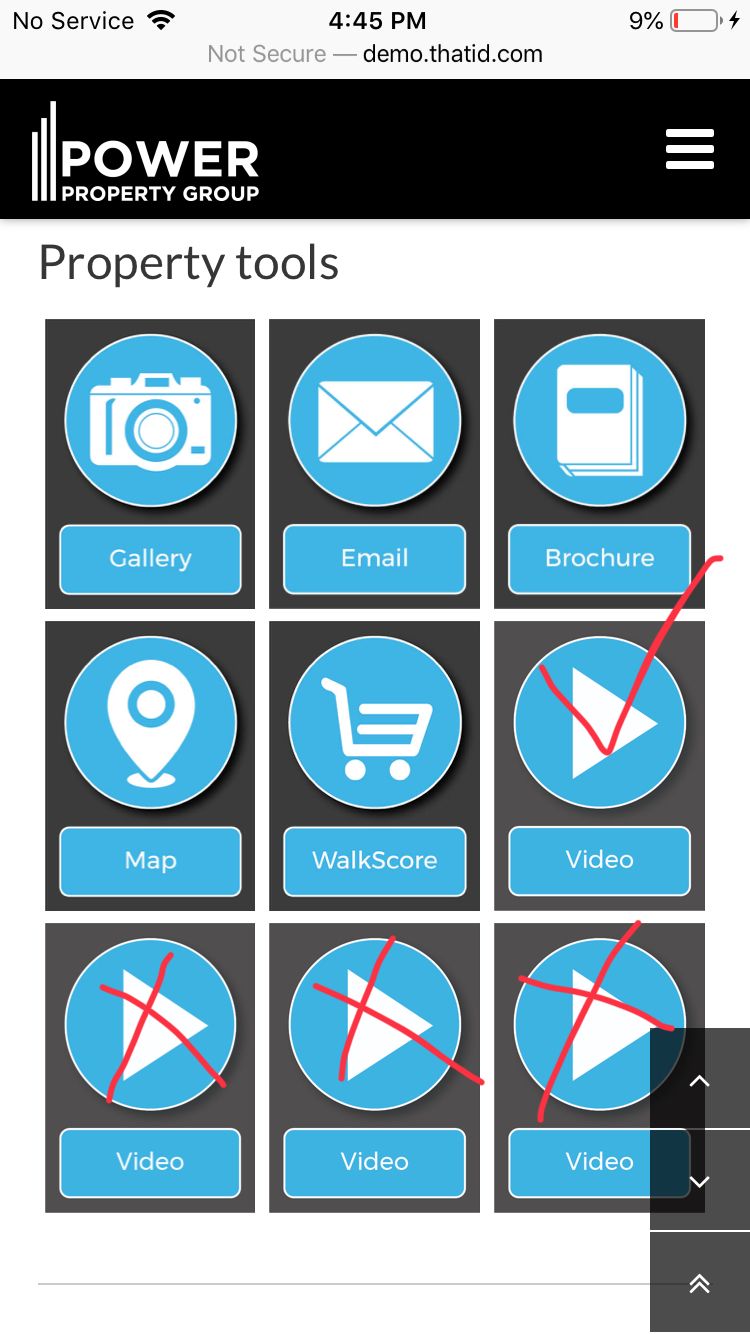 No Service 4:45 PM 9%
Not Secure — demo.thatid.com
POWER
PROPERTY GROUP
Property tools
Gallery Email Brochure
Map WalkScore Video
Video Video Video